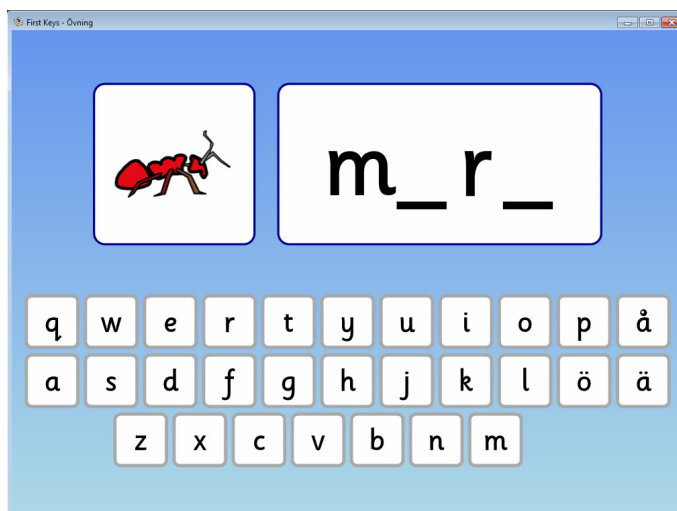 First Keys - Övning
m_r_
q w e r t y u i o p å
a s d f g h j k l ö ä
z x c v b n m